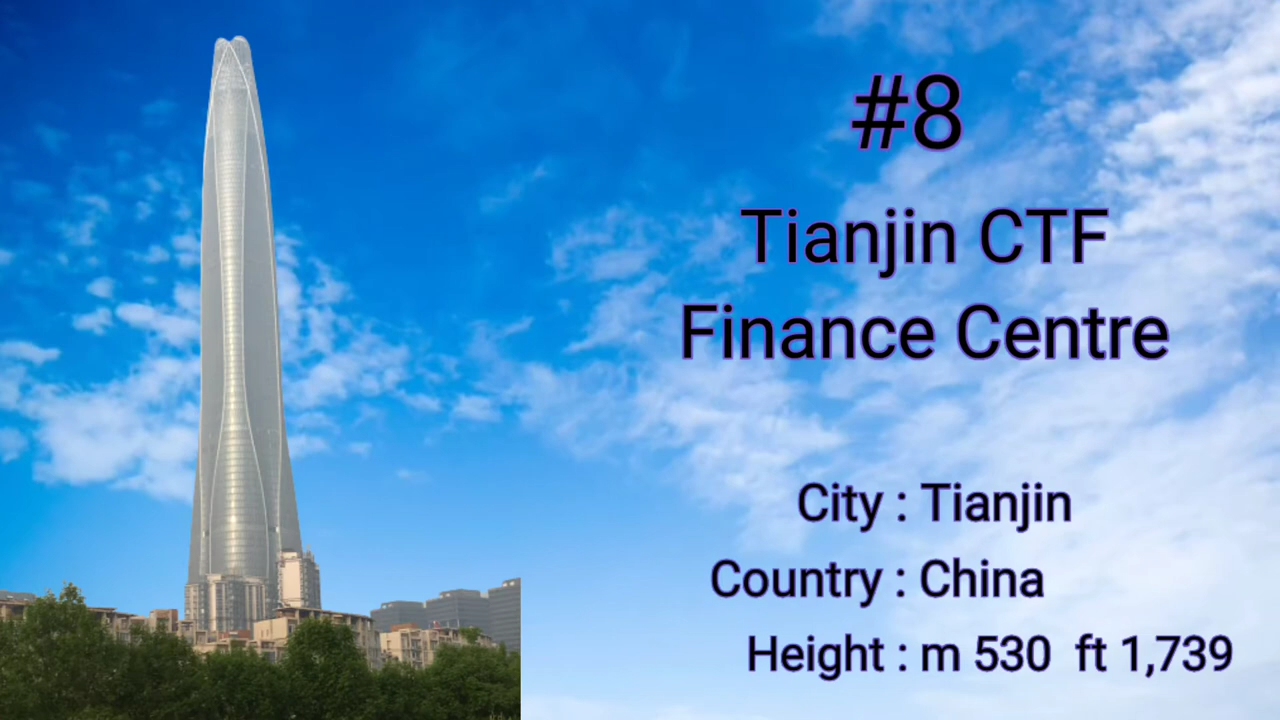 #8
Tianjin CTF
Finance Centre
City : Tianjin
Country : China
Height : m 530  ft 1,739